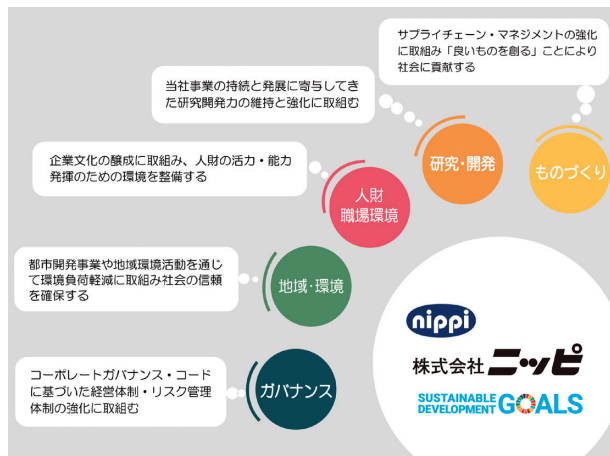 サプライチェーン・マネジメントの強化
に取組み「良いものを創る」ことにより
社会に貢献する
ものづくり
当社事業の持続と発展に寄与してき
た研究開発力の維持と強化に取組む
研究・開発
企業文化の醸成に取組み、人財の活力・能力
発揮のための環境を整備する
人財
職場環境
都市開発事業や地域環境活動を通じ
て環境負荷軽減に取組み社会の信頼
を確保する
地域・環境
コーポレートガバナンス・コード
に基づいた経営体制・リスク管理
体制の強化に取組む
ガバナンス
nippi
株式会社ニッピ
SUSTAINABLE
DEVELOPMENT GOALS